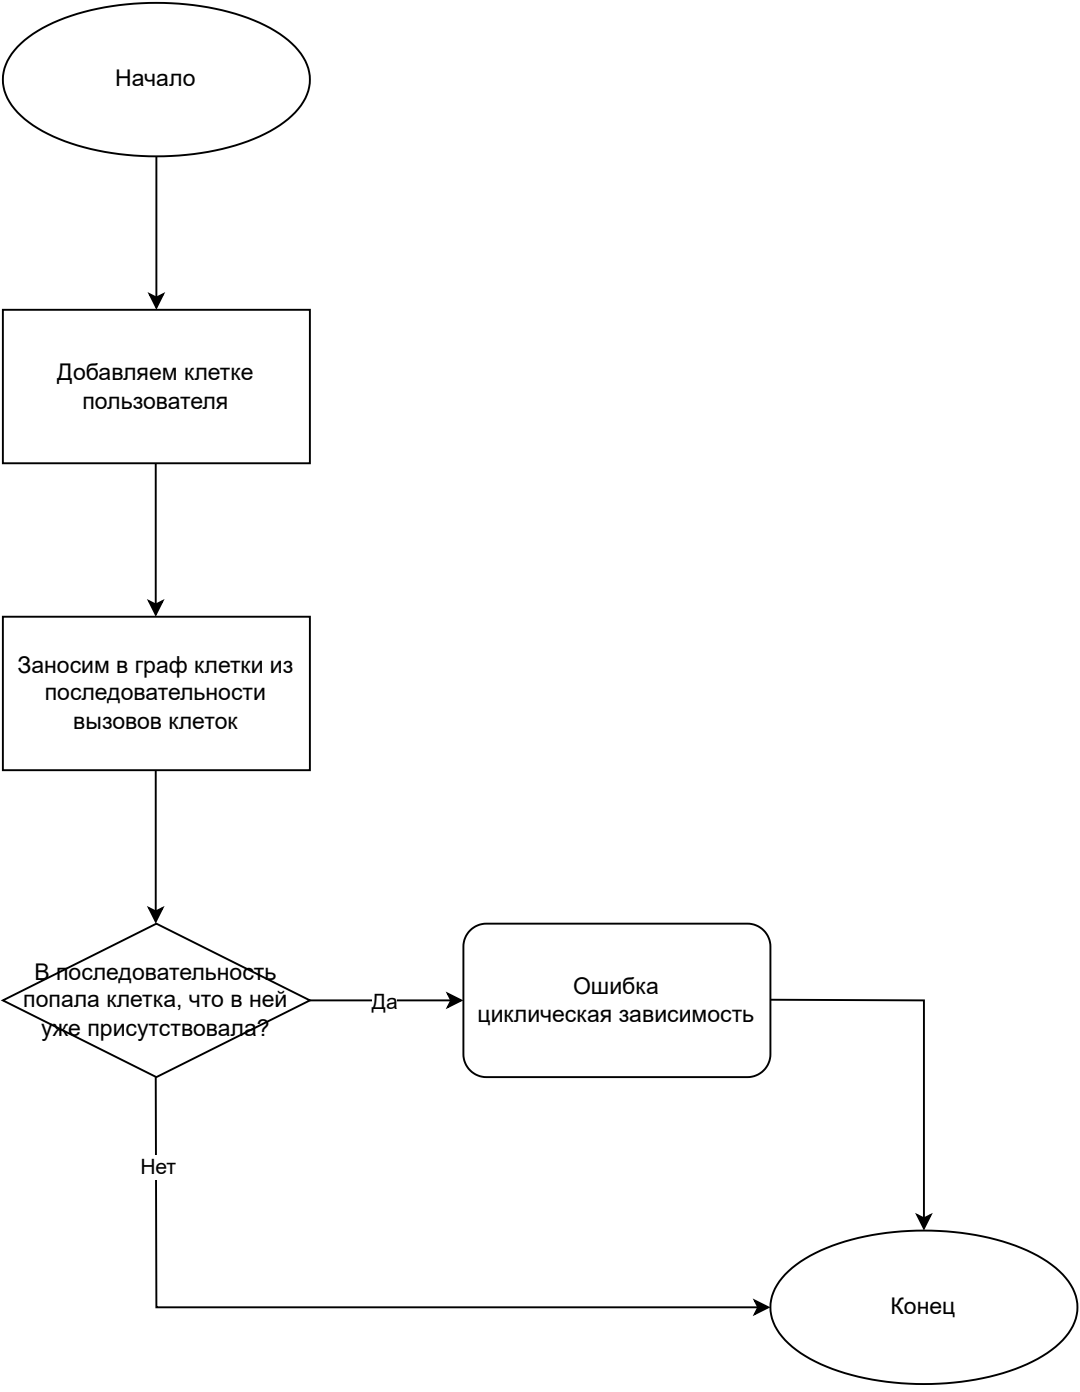 Начало
Добавляем клетке
пользователя
Заносим в граф клетки из
последовательности
вызовов клеток
В последовательность
попала клетка, что в ней
уже присутствовала?
Да
Ошибка
циклическая зависимость
Нет
Конец